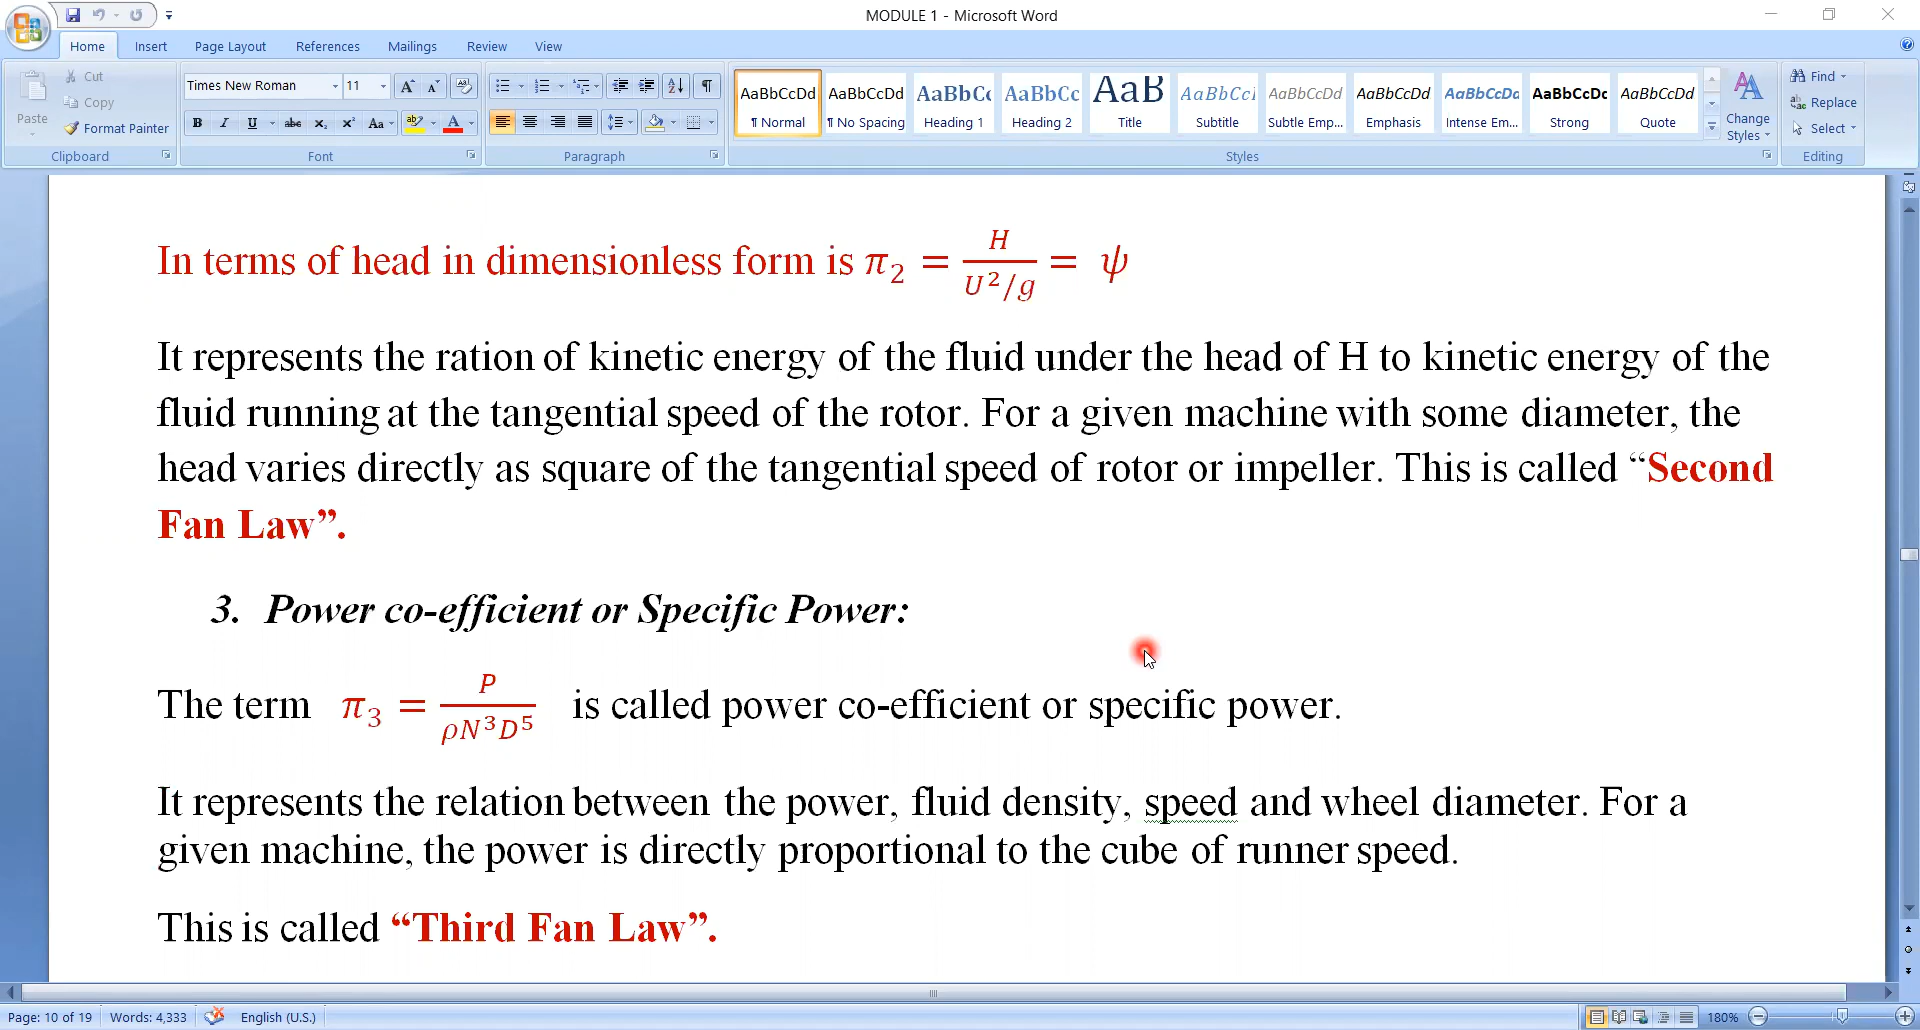 MODULE 1 - Microsoft Word
Home Insert Page Layout References Mailings Review View
Paste
Cut
Copy
Format Painter
Clipboard
Times New Roman 11
B I U abc x₂ x² Aa ab A
Font
Paragraph
AaBbCcDd AaBbCcDd AaBbCc AaBbCc AaB AaBbCcI AaBbCcDd AaBbCcDd AaBbCcDd AaBbCcDc AaBbCcDd
¶ Normal ¶ No Spacing Heading 1 Heading 2 Title Subtitle Subtle Emp... Emphasis Intense Em... Strong Quote
Change Styles
Styles
Find
Replace
Select
Editing
In terms of head in dimensionless form is π₂ = H / (U²/g) = ψ
It represents the ration of kinetic energy of the fluid under the head of H to kinetic energy of the
fluid running at the tangential speed of the rotor. For a given machine with some diameter, the
head varies directly as square of the tangential speed of rotor or impeller. This is called “Second
Fan Law”.
3. Power co-efficient or Specific Power:
The term π₃ = P / ρN³D⁵ is called power co-efficient or specific power.
It represents the relation between the power, fluid density, speed and wheel diameter. For a
given machine, the power is directly proportional to the cube of runner speed.
This is called “Third Fan Law”.
Page: 10 of 19 Words: 4,333 English (U.S.) 180%